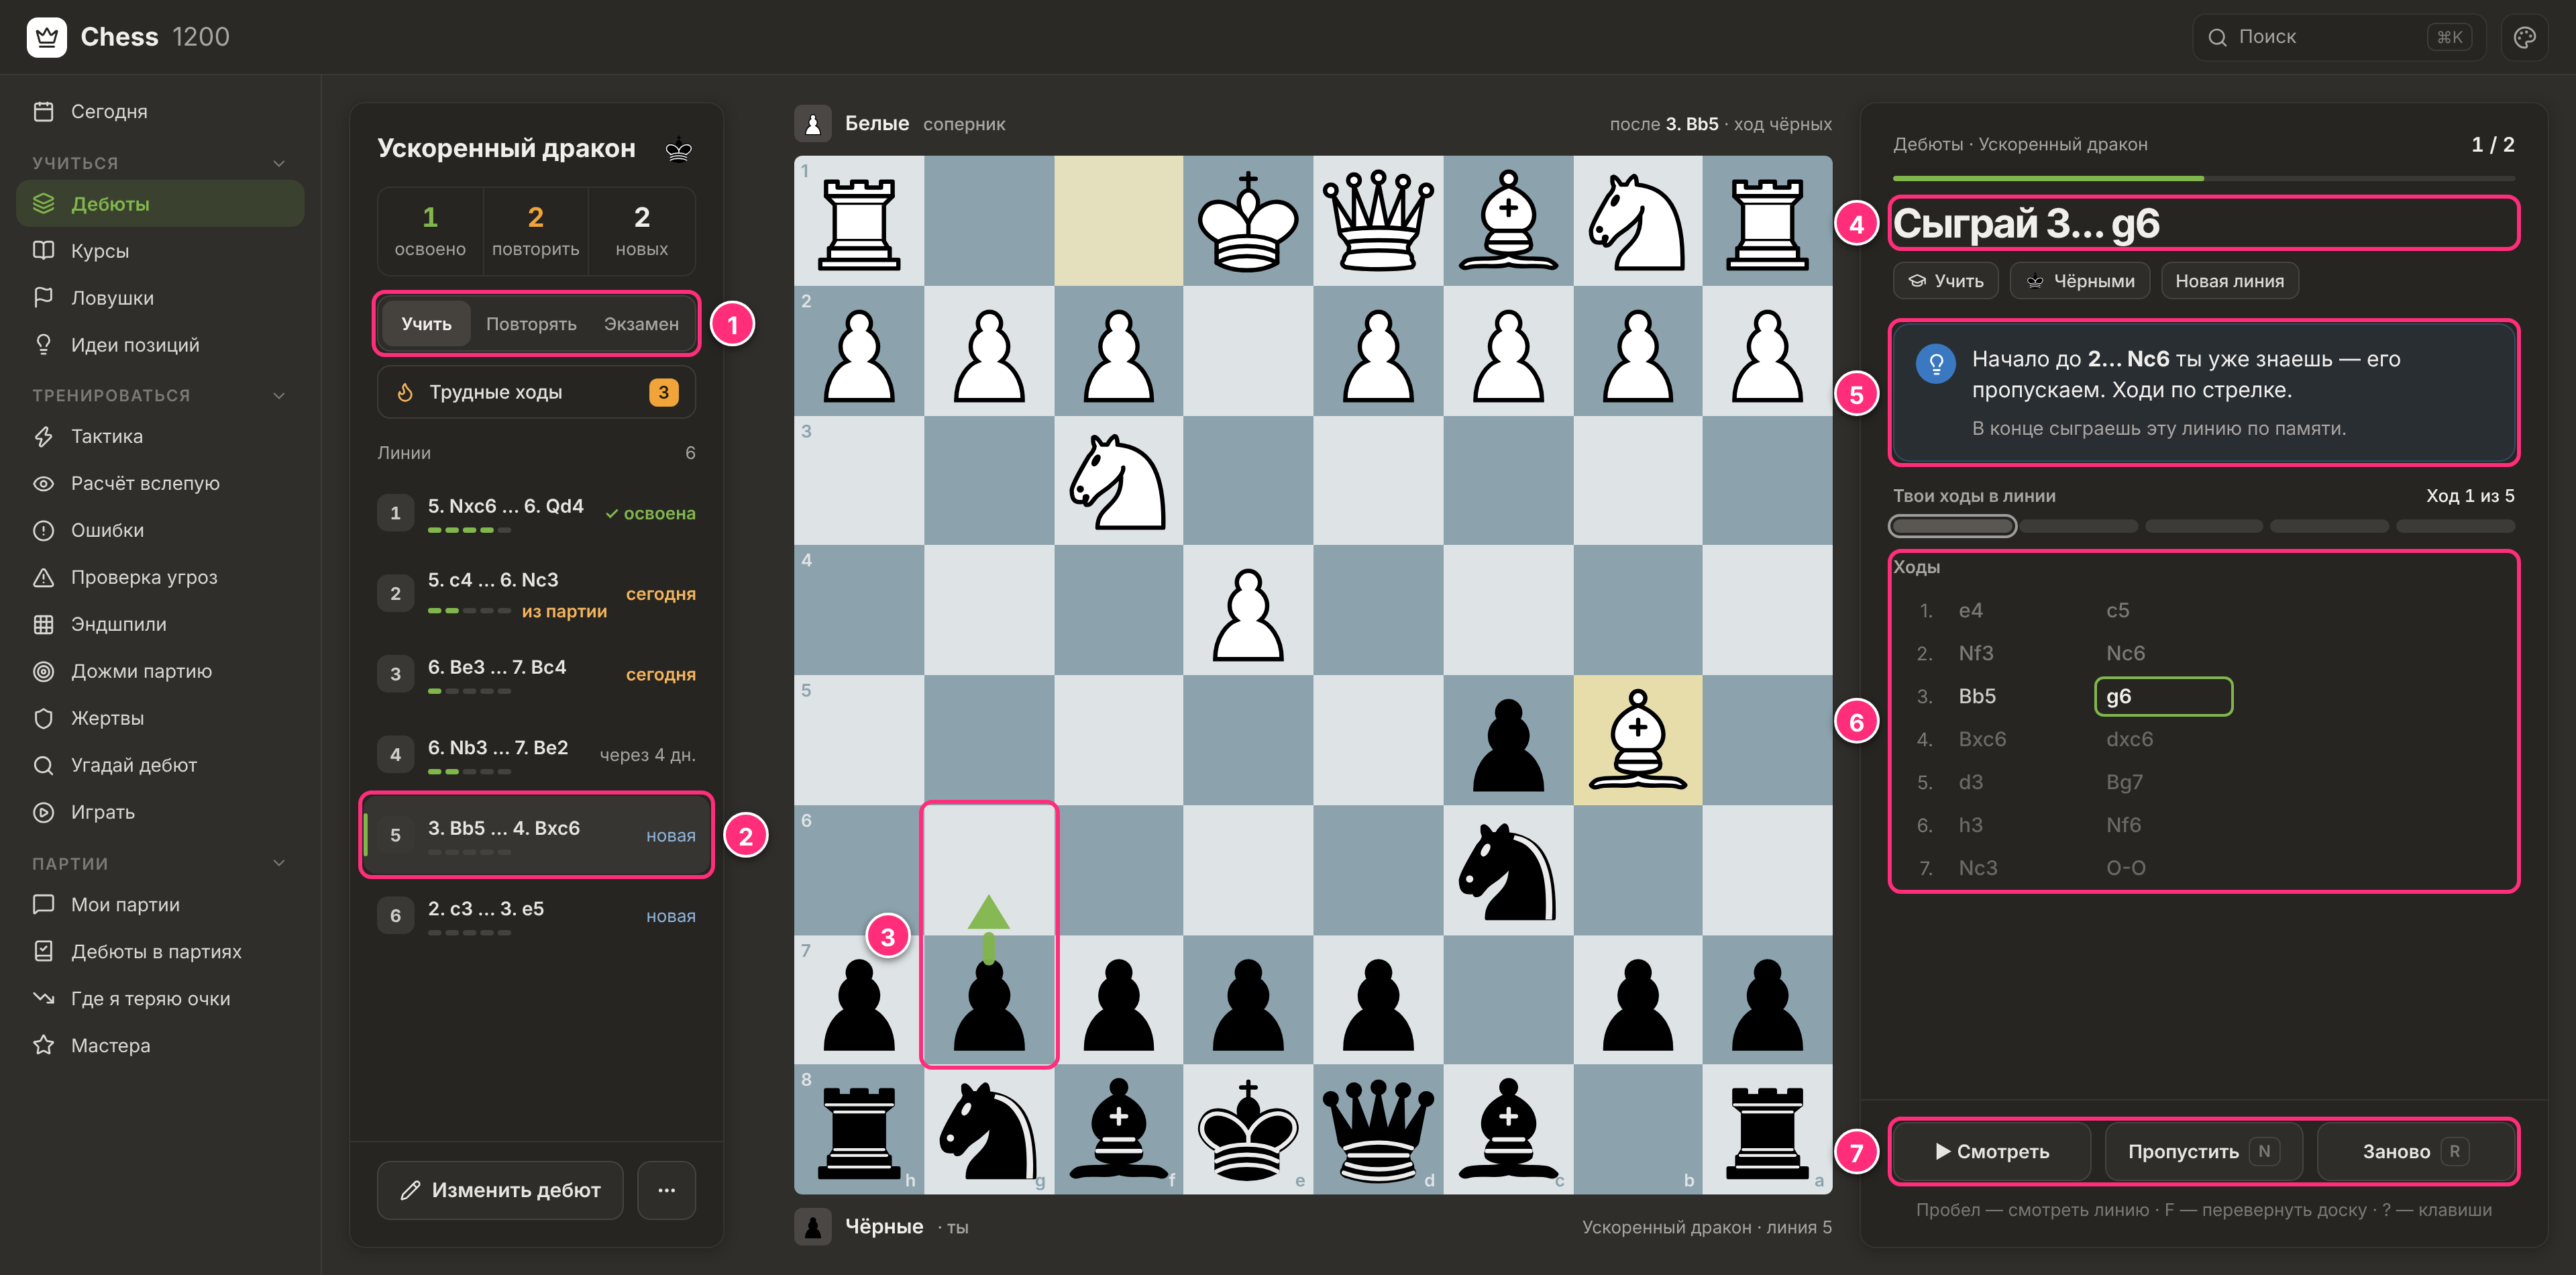 Chess 1200
Поиск ⌘K
Сегодня
УЧИТЬСЯ
Дебюты
Курсы
Ловушки
Идеи позиций
ТРЕНИРОВАТЬСЯ
Тактика
Расчёт вслепую
Ошибки
Проверка угроз
Эндшпили
Дожми партию
Жертвы
Угадай дебют
Играть
ПАРТИИ
Мои партии
Дебюты в партиях
Где я теряю очки
Мастера
Ускоренный дракон
1 2 2
освоено повторить новых
Учить Повторять Экзамен
1
Трудные ходы 3
Линии 6
1 5. Nxc6 ... 6. Qd4 ✓ освоена
2 5. c4 ... 6. Nc3 сегодня
из партии
3 6. Be3 ... 7. Bc4 сегодня
4 6. Nb3 ... 7. Be2 через 4 дн.
5 3. Bb5 ... 4. Bxc6 новая
2
6 2. c3 ... 3. e5 новая
Изменить дебют ...
Белые соперник
после 3. Bb5 · ход чёрных
1
2
3
4
5
6
7
8
h g f e d c b a
3
Чёрные · ты
Ускоренный дракон · линия 5
Дебюты · Ускоренный дракон 1 / 2
4
Сыграй 3... g6
Учить Чёрными Новая линия
5
Начало до 2... Nc6 ты уже знаешь — его
пропускаем. Ходи по стрелке.
В конце сыграешь эту линию по памяти.
Твои ходы в линии Ход 1 из 5
6
Ходы
1. e4 c5
2. Nf3 Nc6
3. Bb5 g6
4. Bxc6 dxc6
5. d3 Bg7
6. h3 Nf6
7. Nc3 O-O
7
▶ Смотреть Пропустить N Заново R
Пробел — смотреть линию · F — перевернуть доску · ? — клавиши